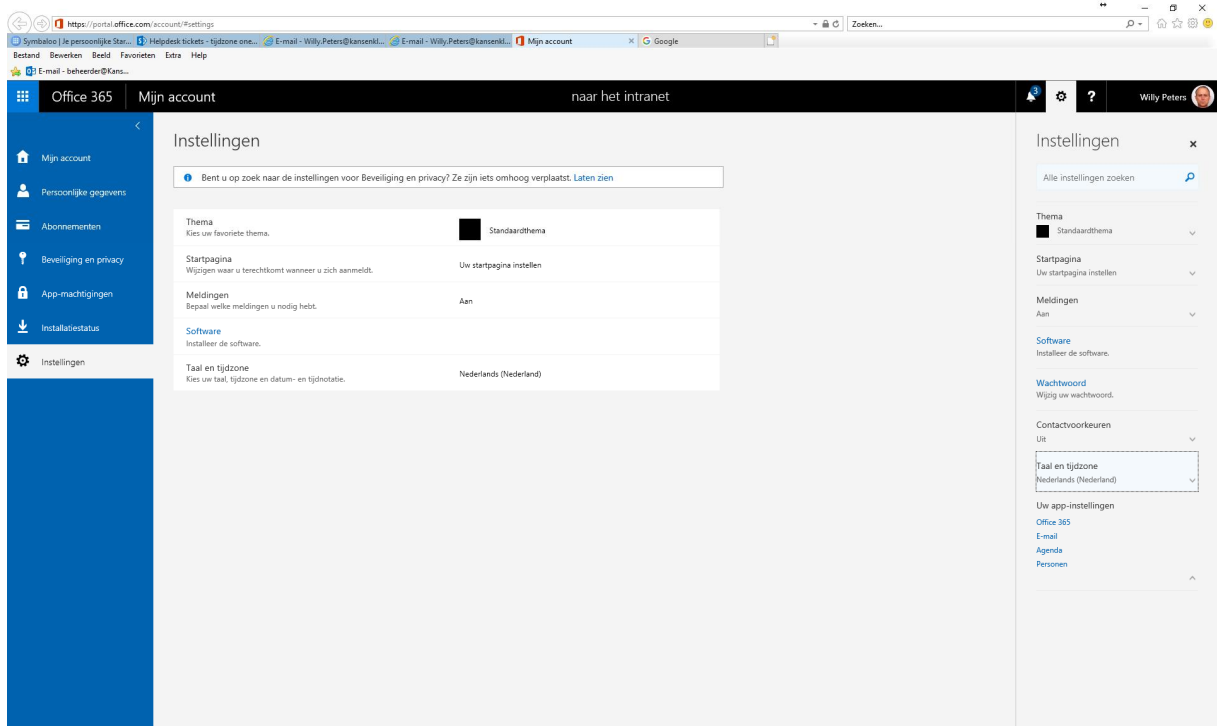 https://portal.office.com/account/#settings
Zoeken...
Symbaloo | Je persoonlijke Star...
Helpdesk tickets - tijdzone one...
E-mail - Willy.Peters@kansenkl...
E-mail - Willy.Peters@kansenkl...
Mijn account
Google
Bestand Bewerken Beeld Favorieten Extra Help
E-mail - beheerder@Kans...
Office 365
Mijn account
naar het intranet
3
?
Willy Peters
Mijn account
Persoonlijke gegevens
Abonnementen
Beveiliging en privacy
App-machtigingen
Installatiestatus
Instellingen
Instellingen
Bent u op zoek naar de instellingen voor Beveiliging en privacy? Ze zijn iets omhoog verplaatst. Laten zien
Thema
Kies uw favoriete thema.
Standaardthema
Startpagina
Wijzigen waar u terechtkomt wanneer u zich aanmeldt.
Uw startpagina instellen
Meldingen
Bepaal welke meldingen u nodig hebt.
Aan
Software
Installeer de software.
Taal en tijdzone
Kies uw taal, tijdzone en datum- en tijdnotatie.
Nederlands (Nederland)
Instellingen
Alle instellingen zoeken
Thema
Standaardthema
Startpagina
Uw startpagina instellen
Meldingen
Aan
Software
Installeer de software.
Wachtwoord
Wijzig uw wachtwoord.
Contactvoorkeuren
Uit
Taal en tijdzone
Nederlands (Nederland)
Uw app-instellingen
Office 365
E-mail
Agenda
Personen